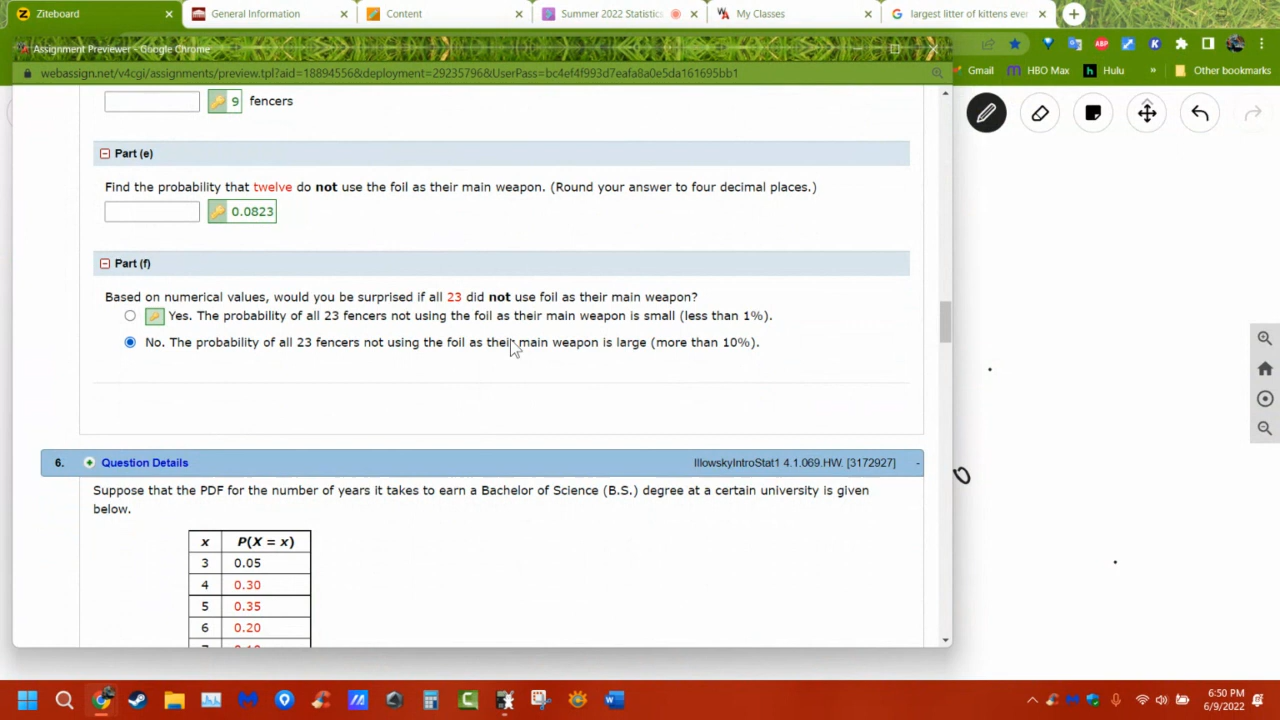 Ziteboard
General Information
Content
Summer 2022 Statistics
My Classes
largest litter of kittens eve
Assignment Previewer - Google Chrome
webassign.net/v4cgi/assignments/preview.tpl?aid=18894556&deployment=29235796&UserPass=bc4ef4f993d7eafa8a0e5da161695bb1
ABP
Gmail
HBO Max
Hulu
»
Other bookmarks
9 fencers
Part (e)
Find the probability that twelve do not use the foil as their main weapon. (Round your answer to four decimal places.)
0.0823
Part (f)
Based on numerical values, would you be surprised if all 23 did not use foil as their main weapon?
Yes. The probability of all 23 fencers not using the foil as their main weapon is small (less than 1%).
No. The probability of all 23 fencers not using the foil as their main weapon is large (more than 10%).
6. Question Details IllowskyIntroStat1 4.1.069.HW. [3172927] -
Suppose that the PDF for the number of years it takes to earn a Bachelor of Science (B.S.) degree at a certain university is given
below.
x P(X = x)
3 0.05
4 0.30
5 0.35
6 0.20
6:50 PM
6/9/2022